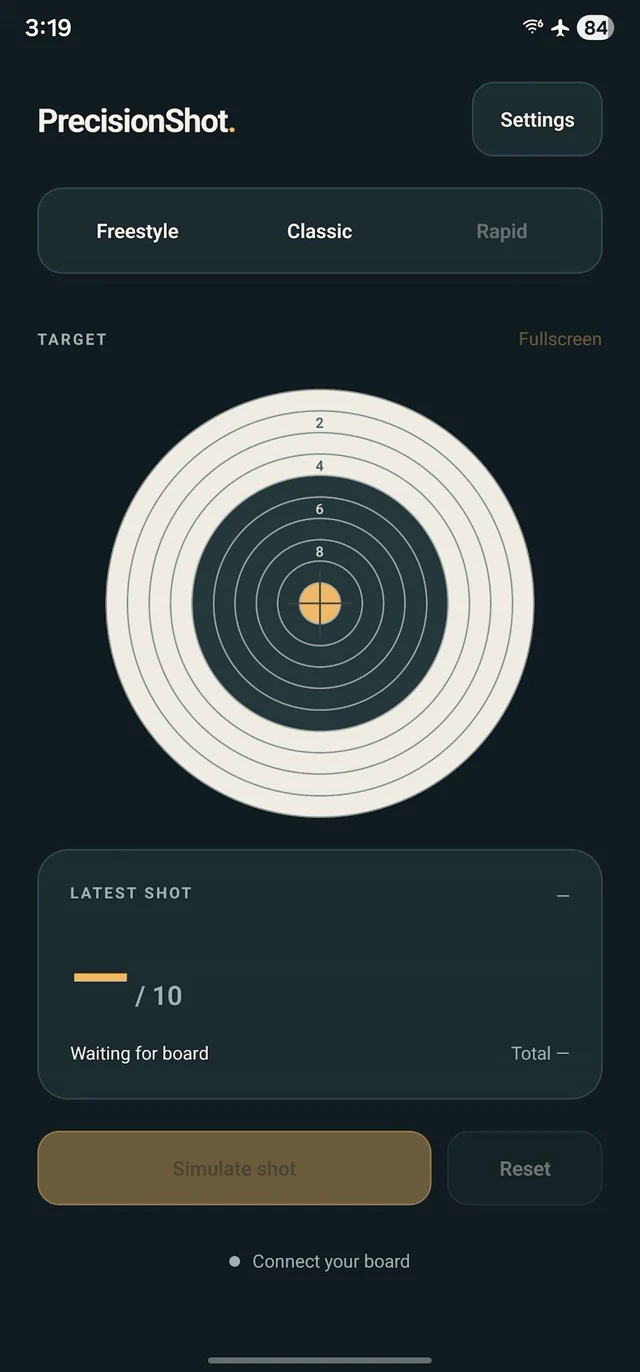 3:19
84
PrecisionShot.
Settings
Freestyle Classic Rapid
TARGET Fullscreen
2
4
6
8
LATEST SHOT —
— / 10
Waiting for board Total —
Simulate shot Reset
Connect your board